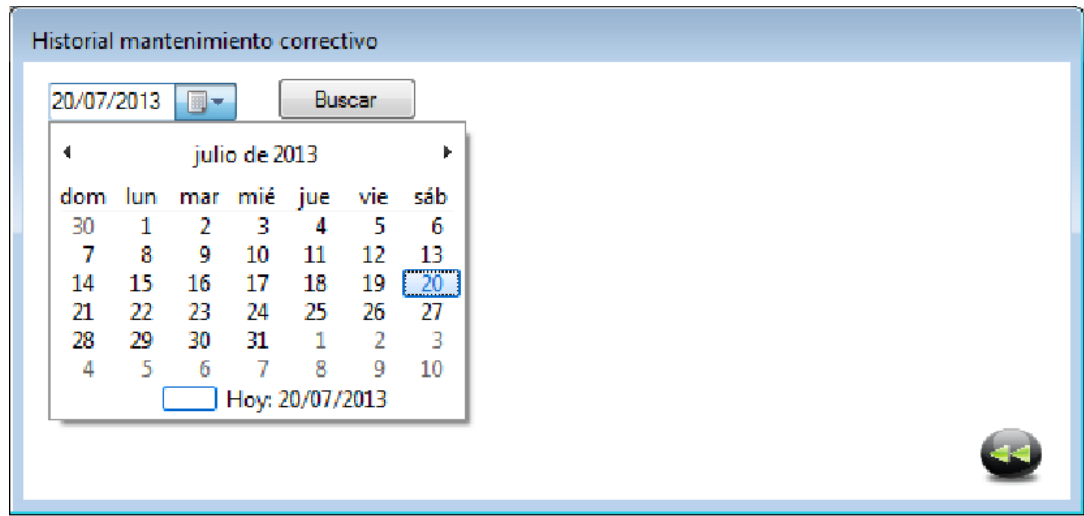 Historial mantenimiento correctivo
20/07/2013 Buscar
julio de 2013
dom lun mar mié jue vie sáb
30 1 2 3 4 5 6
7 8 9 10 11 12 13
14 15 16 17 18 19 20
21 22 23 24 25 26 27
28 29 30 31 1 2 3
4 5 6 7 8 9 10
Hoy: 20/07/2013